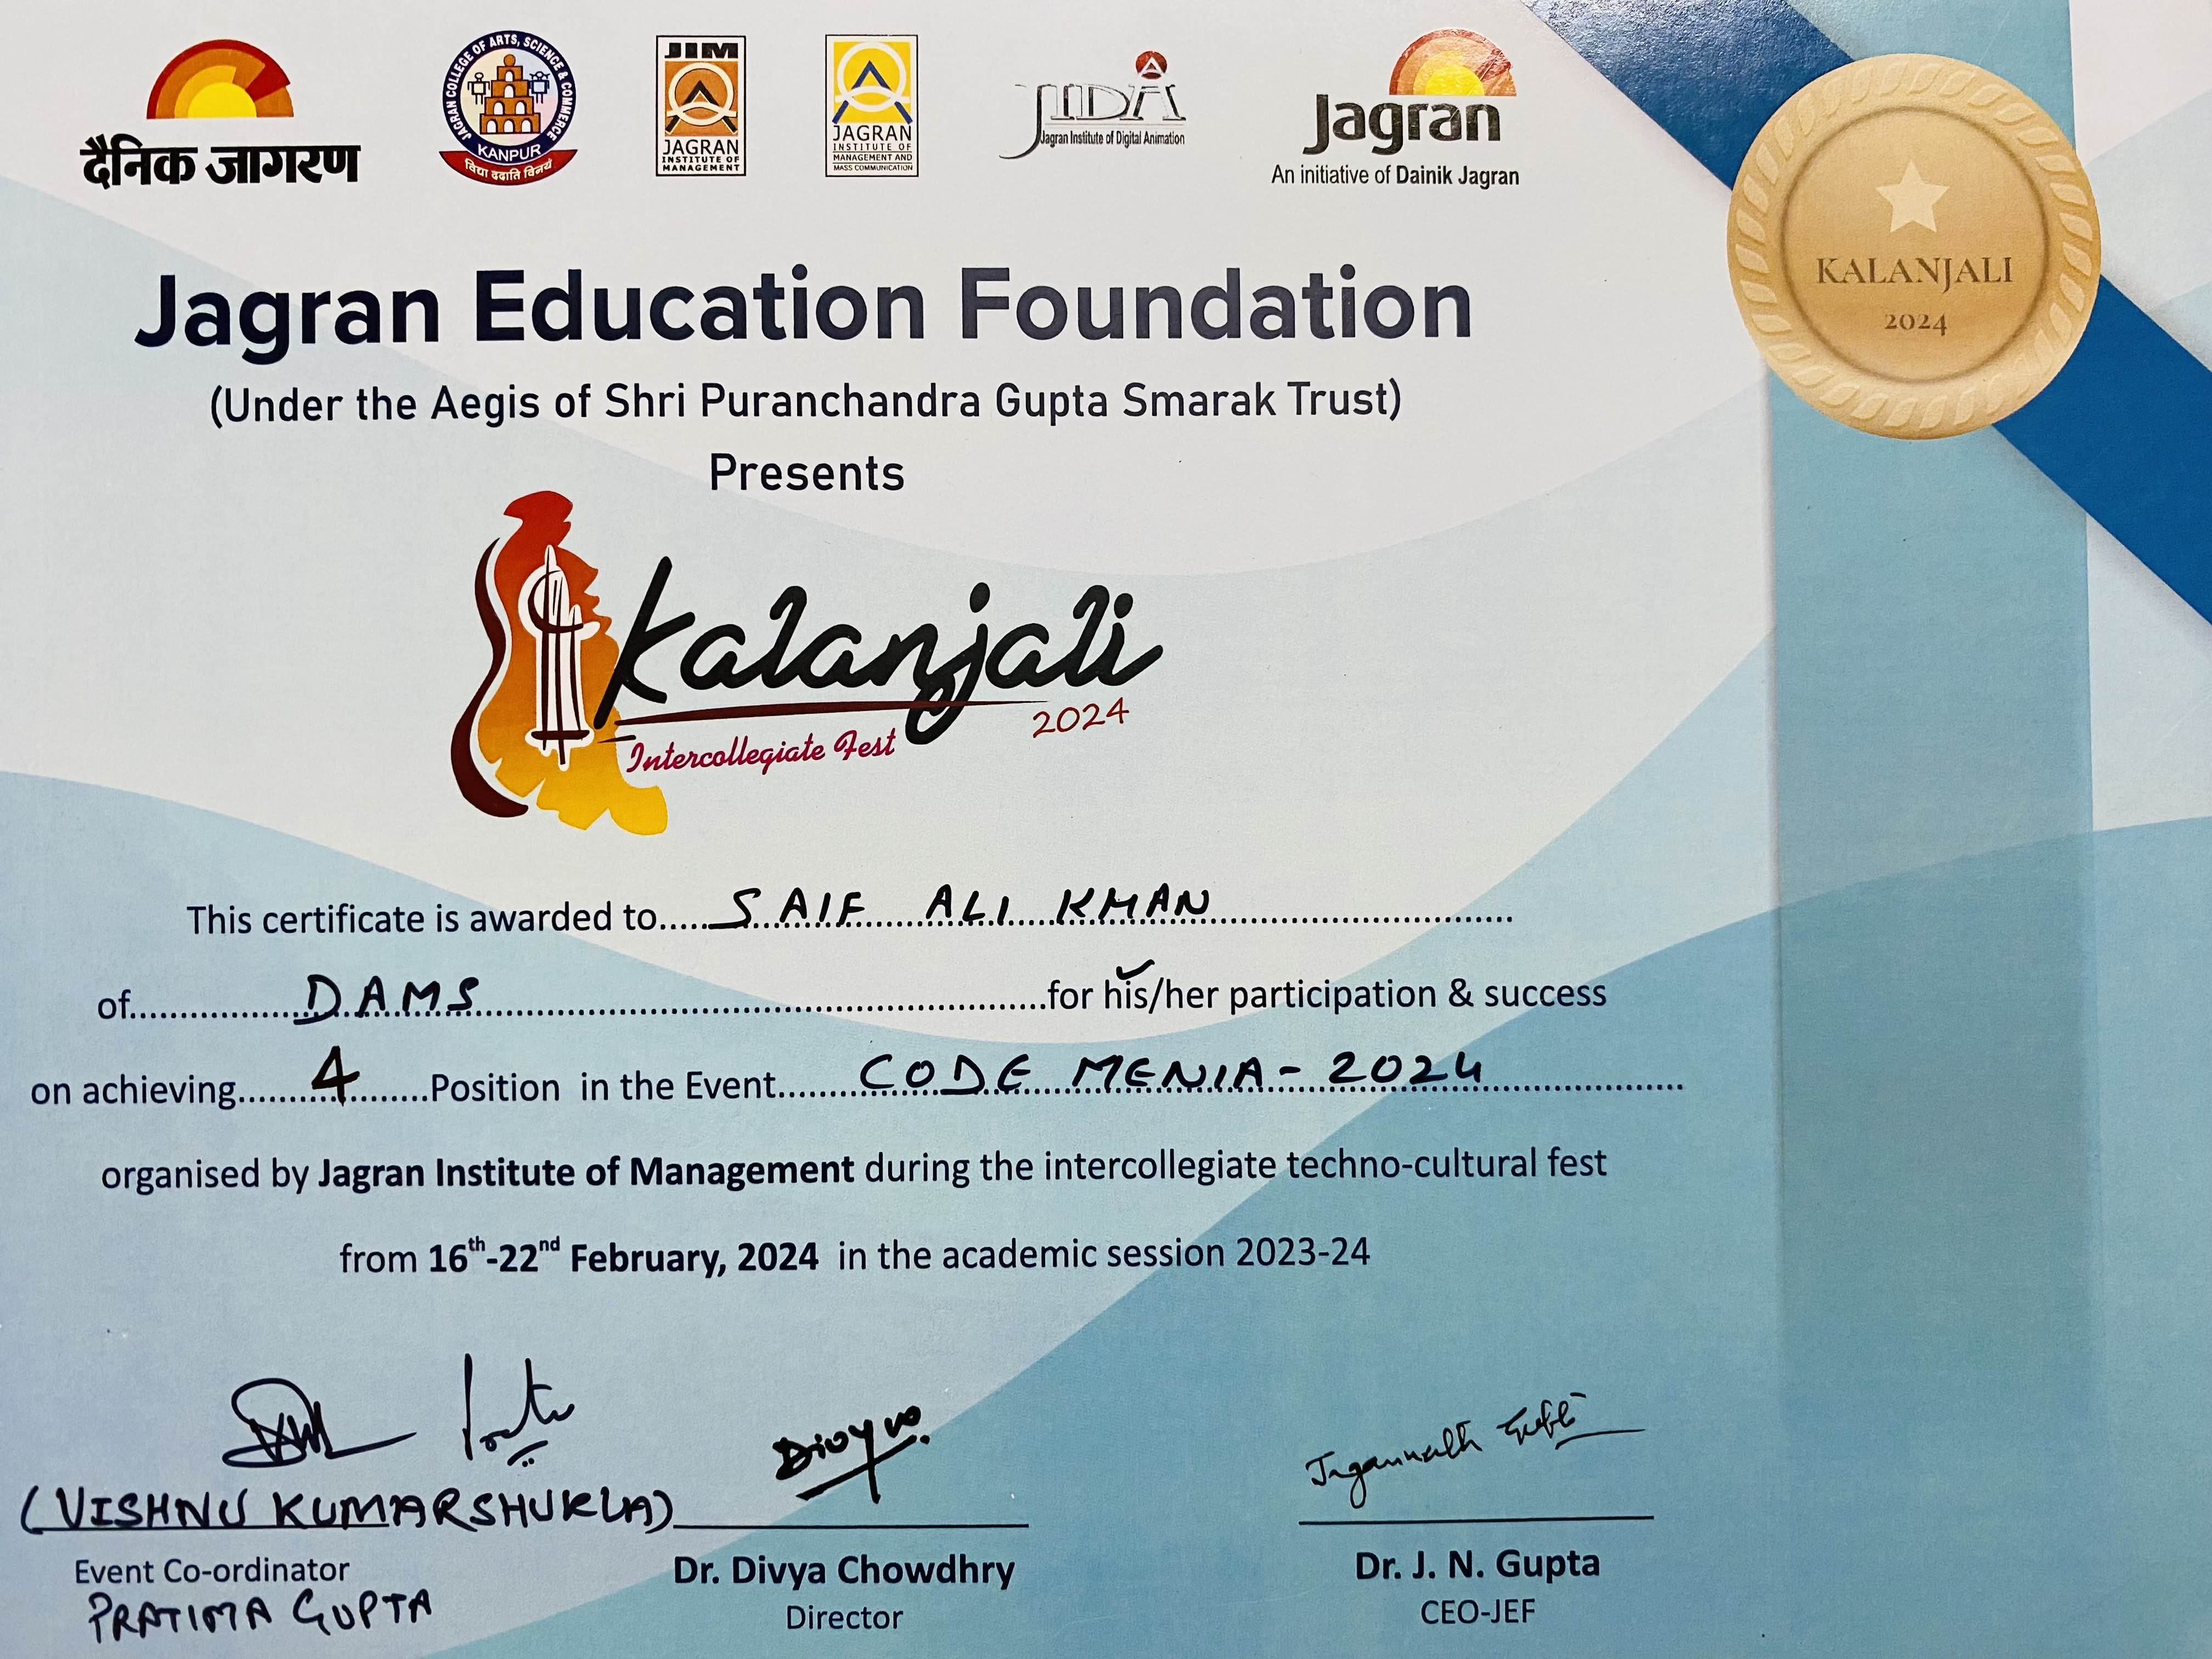 दैनिक जागरण
JAGRAN COLLEGE OF ARTS, SCIENCE & COMMERCE
KANPUR
विद्या ददाति विनयं
JIM
JAGRAN
INSTITUTE OF
MANAGEMENT
JAGRAN
INSTITUTE OF
MANAGEMENT AND
MASS COMMUNICATION
JIDA
Jagran Institute of Digital Animation
Jagran
An initiative of Dainik Jagran
KALANJALI
2024
Jagran Education Foundation
(Under the Aegis of Shri Puranchandra Gupta Smarak Trust)
Presents
Kalanjali
2024
Intercollegiate Fest
This certificate is awarded to.....SAIF ALI KHAN
of DAMS for his/her participation & success
on achieving 4 Position in the Event CODE MENIA-2024
organised by Jagran Institute of Management during the intercollegiate techno-cultural fest
from 16th-22nd February, 2024 in the academic session 2023-24
Divya.
Jagannath Gupta
(VISHNU KUMAR SHUKLA)
Event Co-ordinator
PRATIMA GUPTA
Dr. Divya Chowdhry
Director
Dr. J. N. Gupta
CEO-JEF